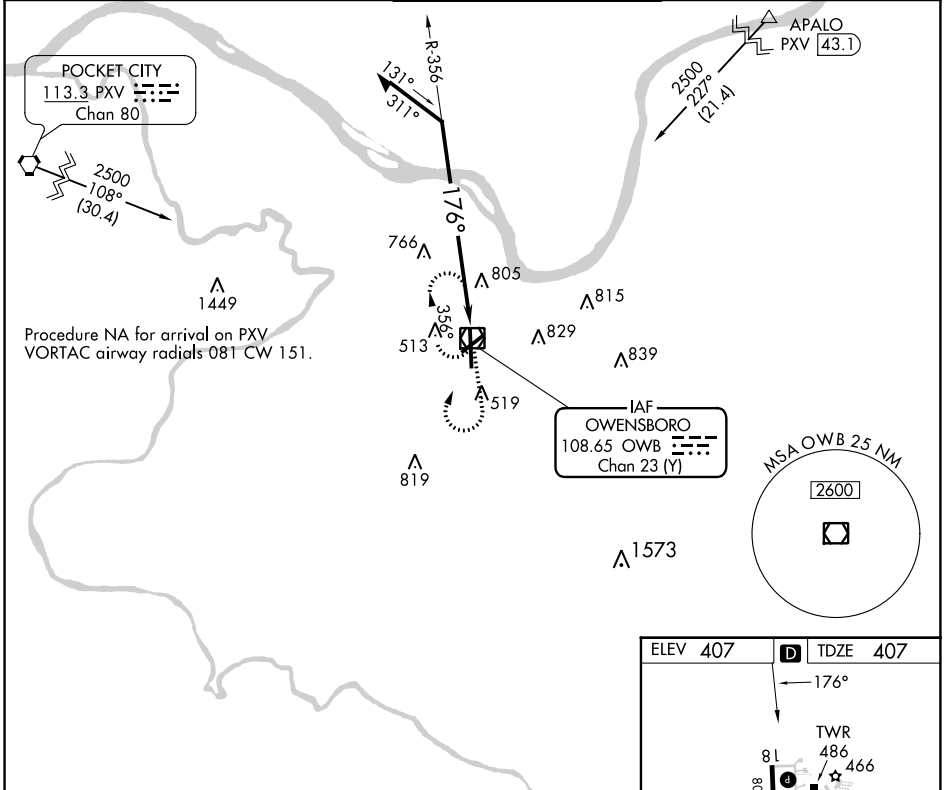 POCKET CITY
113.3 PXV
Chan 80
2500
108°
(30.4)
R-356
131°
311°
176°
APALO
PXV 43.1
2500
227°
(21.4)
766
805
815
1449
356°
513
829
839
Procedure NA for arrival on PXV
VORTAC airway radials 081 CW 151.
519
819
IAF
OWENSBORO
108.65 OWB
Chan 23 (Y)
MSA OWB 25 NM
2600
1573
ELEV 407
D
TDZE 407
176°
TWR
486
466
18
P
80